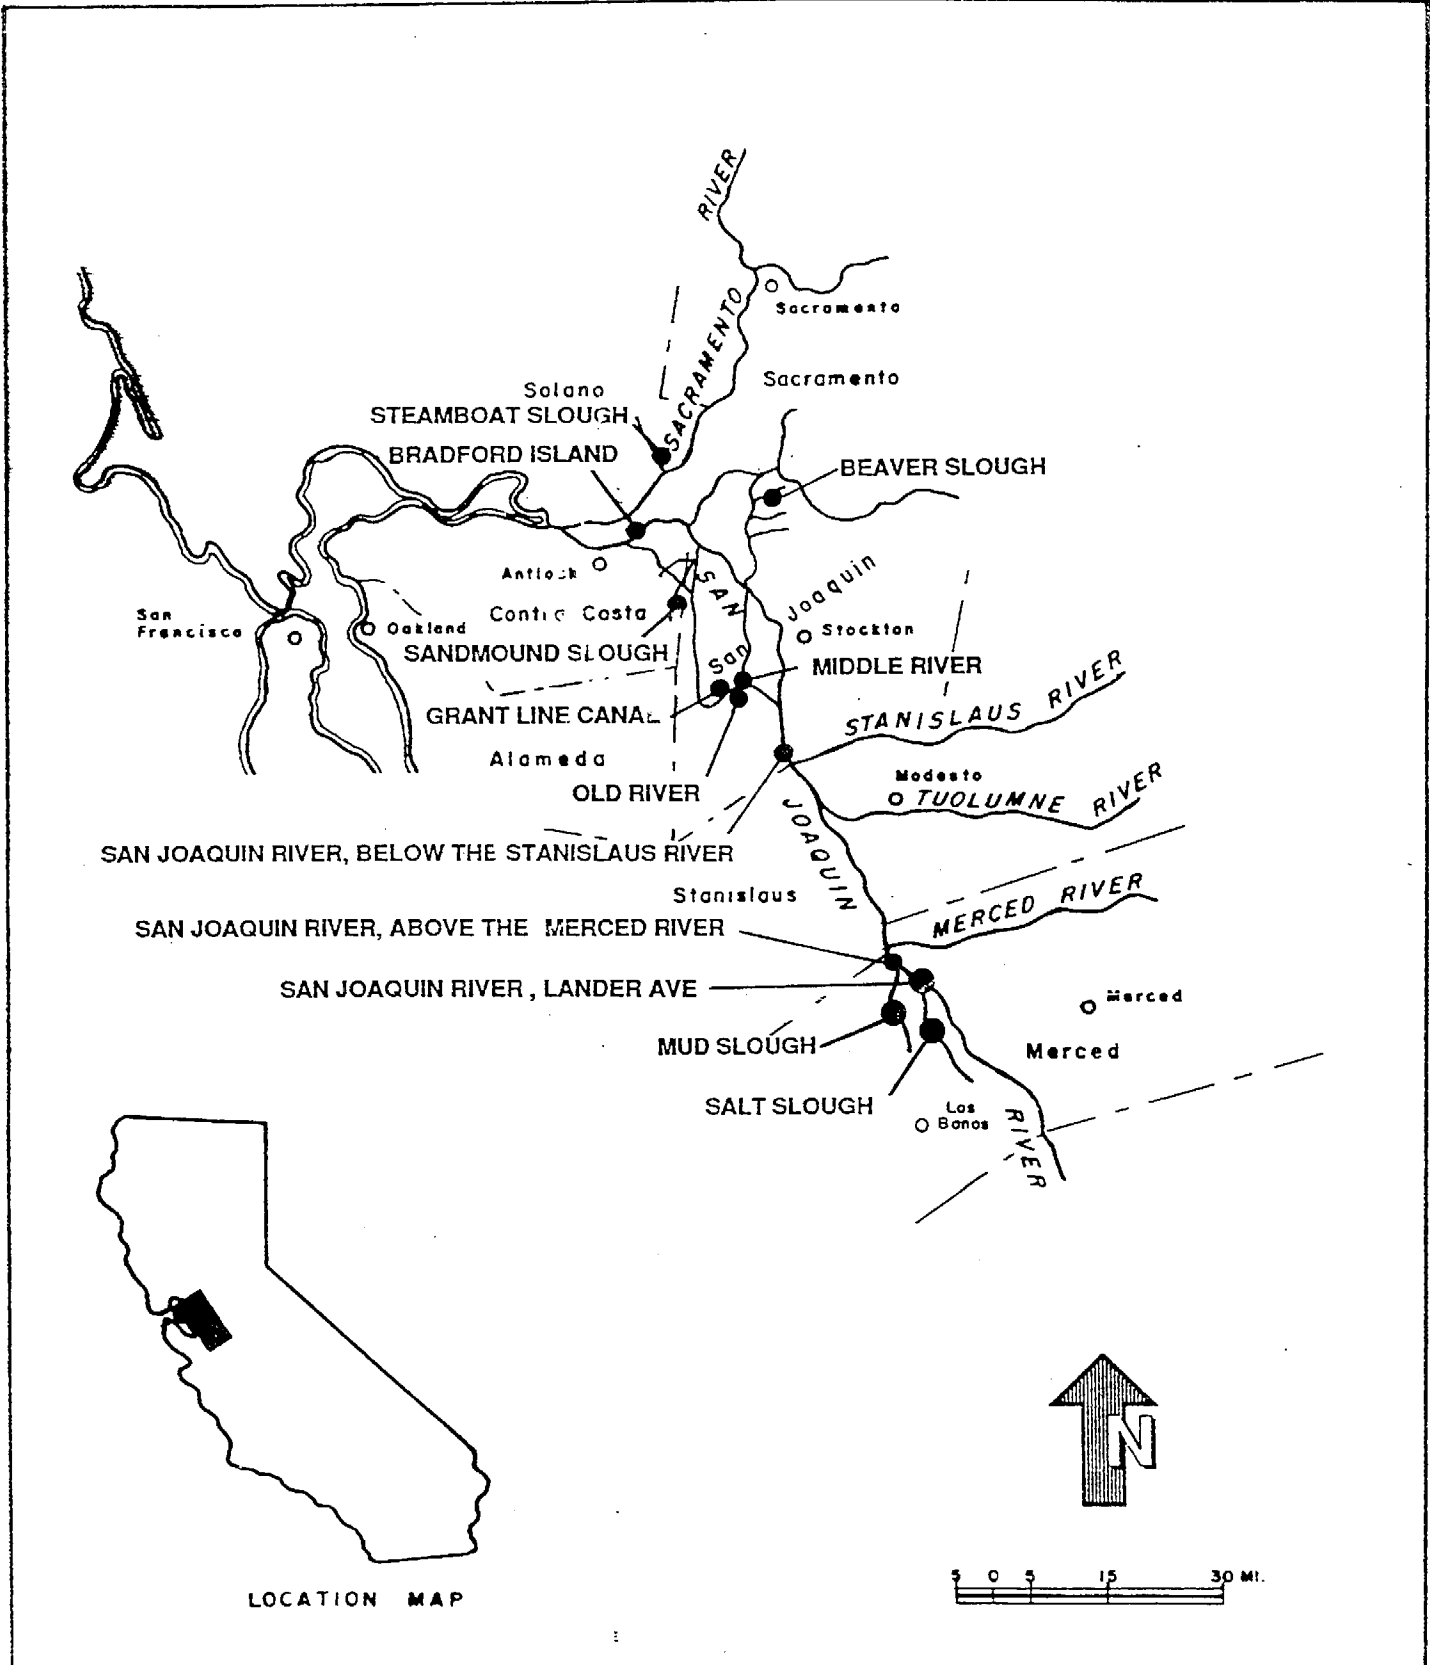 RIVER
SACRAMENTO
Sacramento
Sacramento
Solano
STEAMBOAT SLOUGH
BRADFORD ISLAND
BEAVER SLOUGH
Joaquin
SAN
Contra Costa
San
Francisco
Oakland
Stockton
SANDMOUND SLOUGH
San
MIDDLE RIVER
STANISLAUS RIVER
GRANT LINE CANAL
Alameda
OLD RIVER
Modesto
TUOLUMNE RIVER
JOAQUIN
SAN JOAQUIN RIVER, BELOW THE STANISLAUS RIVER
Stanislaus
MERCED RIVER
SAN JOAQUIN RIVER, ABOVE THE MERCED RIVER
SAN JOAQUIN RIVER, LANDER AVE
Merced
MUD SLOUGH
Merced
SALT SLOUGH
Los
Banos
RIVER
N
5 0 5 15 30 MI.
LOCATION MAP